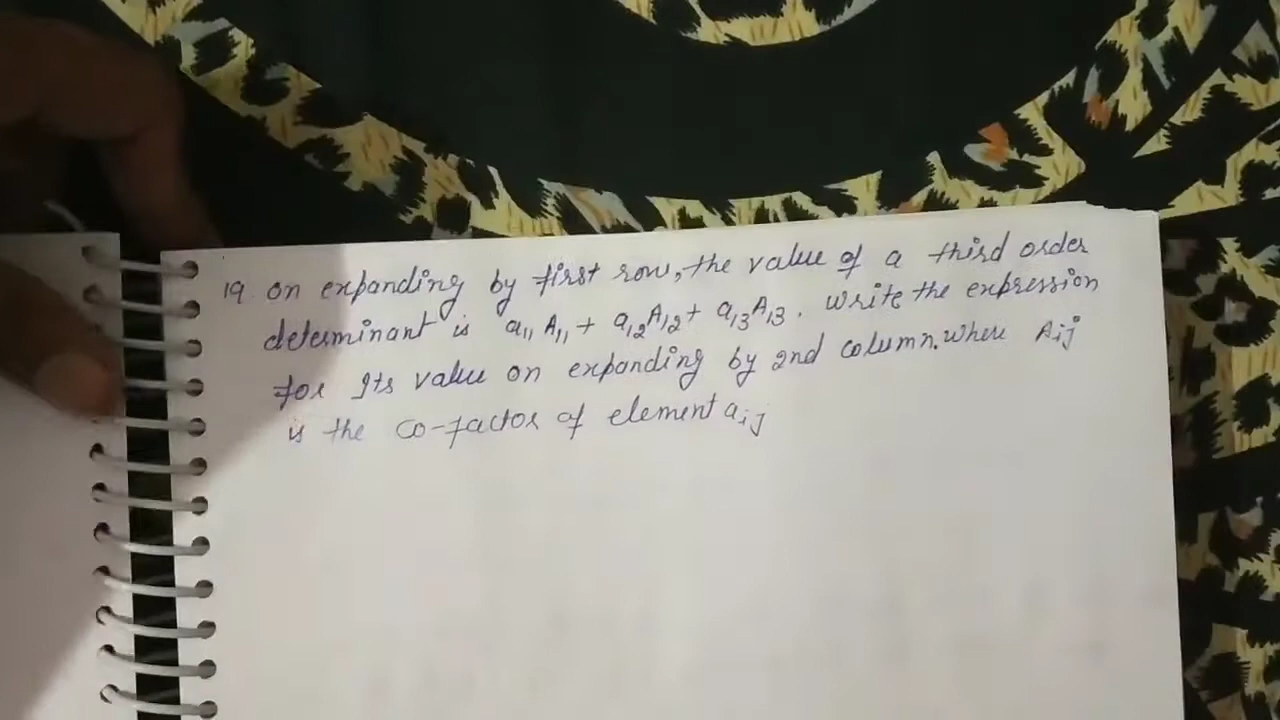 19. on expanding by first row, the value of a third order
determinant is a₁₁ A₁₁ + a₁₂A₁₂ + a₁₃A₁₃. Write the expression
for Its value on expanding by 2nd column. Where Aij
is the Co-factor of element aij